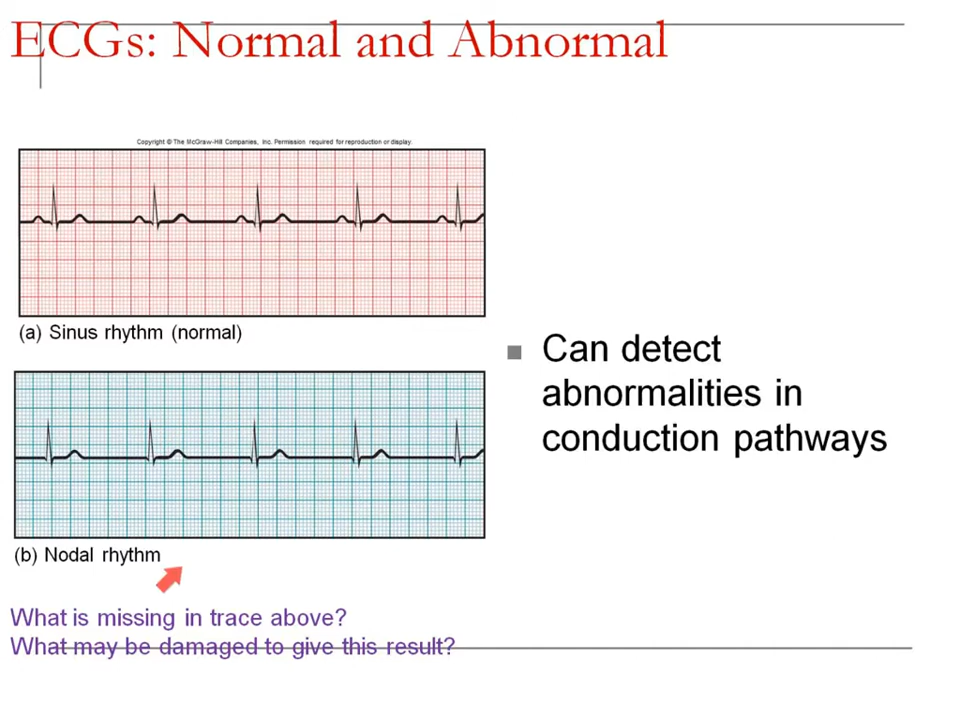 ECGs: Normal and Abnormal
Copyright © The McGraw-Hill Companies, Inc. Permission required for reproduction or display.
(a) Sinus rhythm (normal)
(b) Nodal rhythm
What is missing in trace above?
What may be damaged to give this result?
Can detect
abnormalities in
conduction pathways